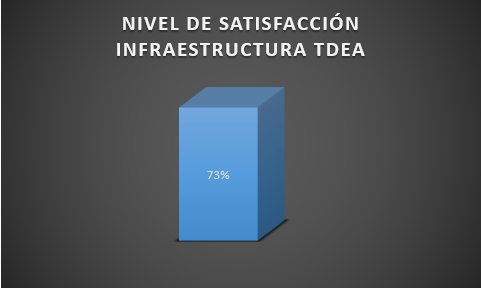 NIVEL DE SATISFACCIÓN
INFRAESTRUCTURA TDEA
73%